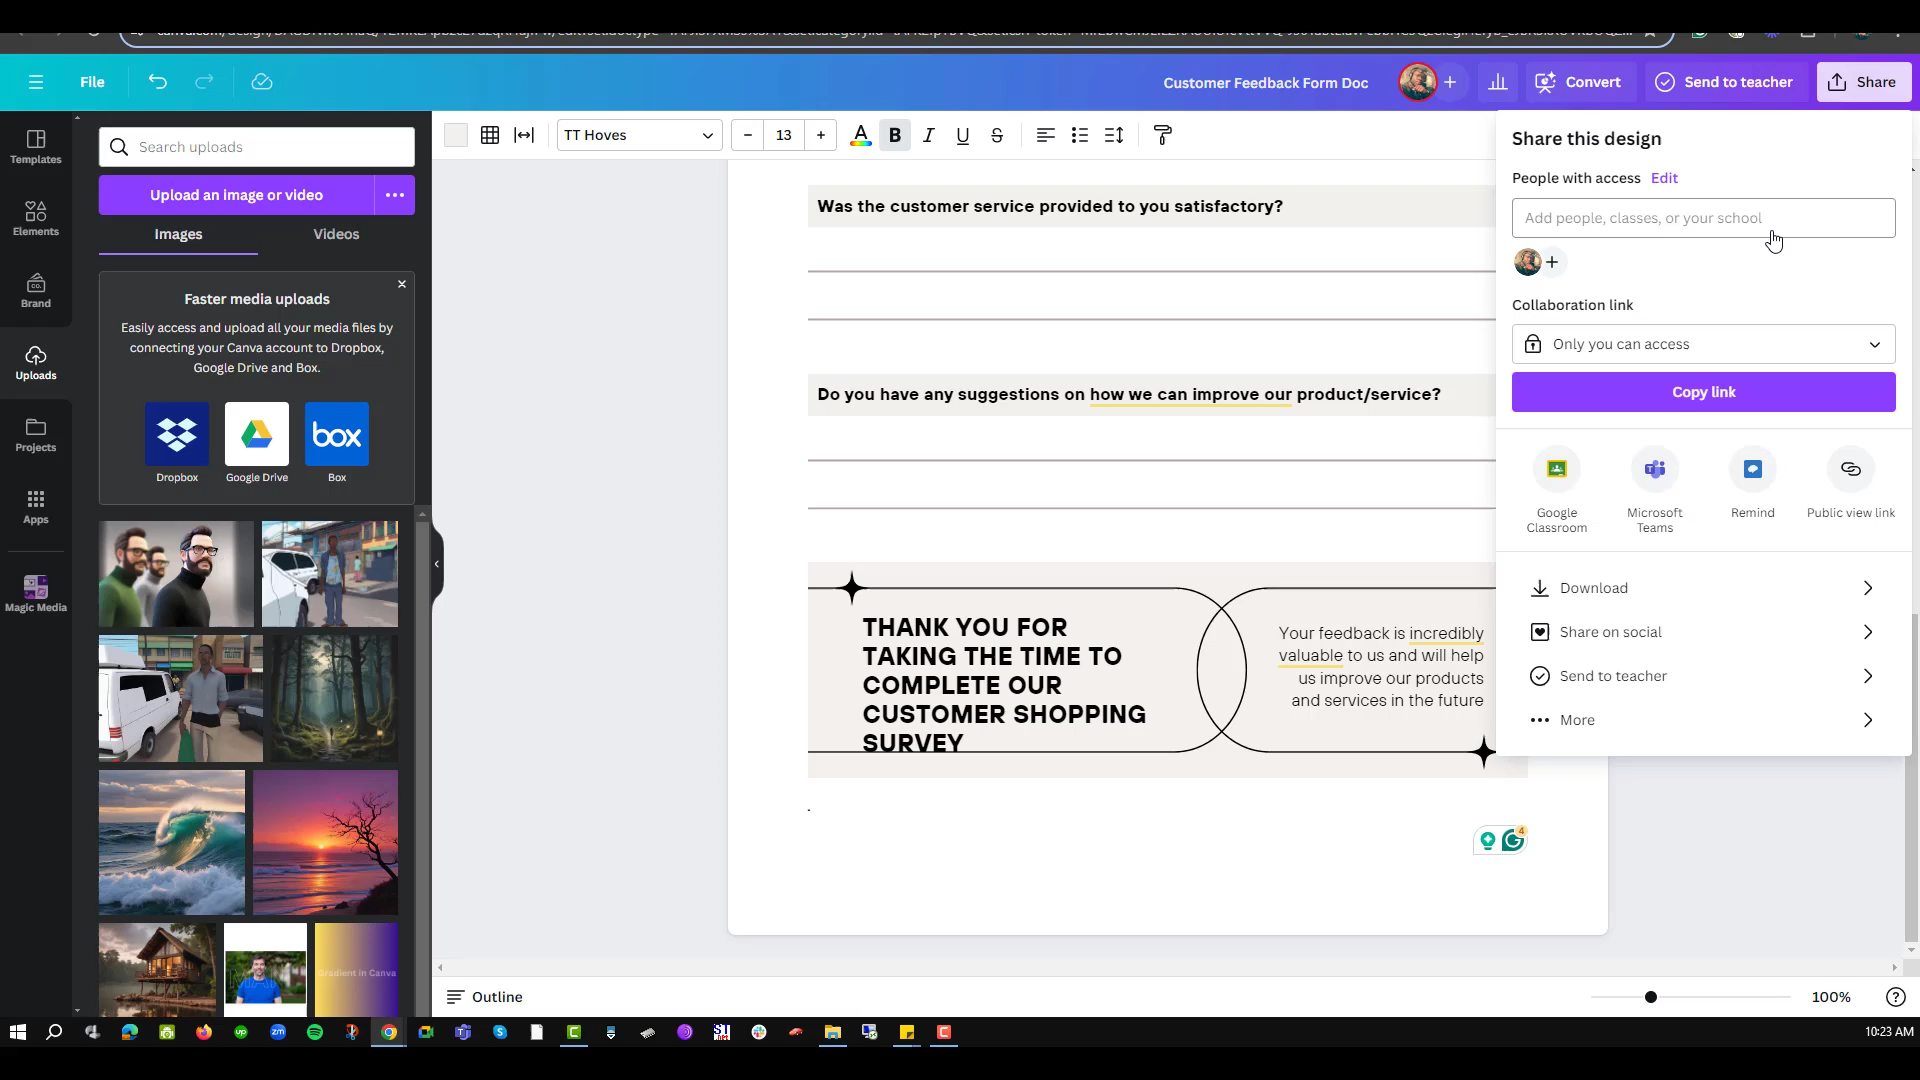 File
Customer Feedback Form Doc
Convert
Send to teacher
Share
Templates
Elements
Brand
Uploads
Projects
Apps
Magic Media
Search uploads
Upload an image or video
Images
Videos
Faster media uploads
Easily access and upload all your media files by
connecting your Canva account to Dropbox,
Google Drive and Box.
box
Dropbox
Google Drive
Box
Gradient in Canva
TT Hoves
13
Was the customer service provided to you satisfactory?
Do you have any suggestions on how we can improve our product/service?
THANK YOU FOR
TAKING THE TIME TO
COMPLETE OUR
CUSTOMER SHOPPING
SURVEY
Your feedback is incredibly
valuable to us and will help
us improve our products
and services in the future
.
4
Share this design
People with access Edit
Add people, classes, or your school
Collaboration link
Only you can access
Copy link
Google
Classroom
Microsoft
Teams
Remind
Public view link
Download
Share on social
Send to teacher
More
Outline
100%
10:23 AM